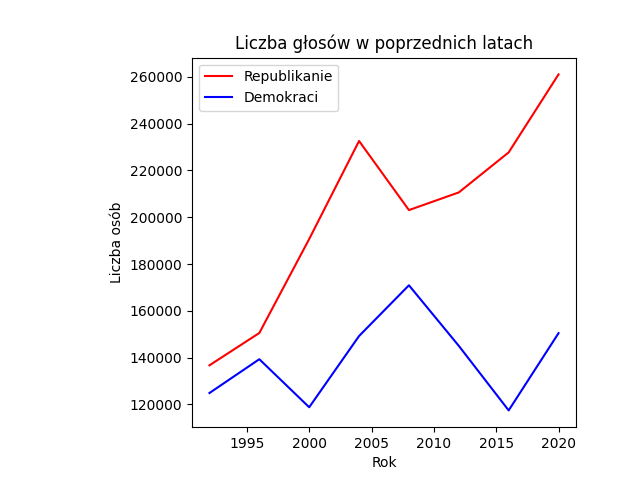 Liczba głosów w poprzednich latach
Republikanie
Demokraci
260000
240000
220000
200000
180000
160000
140000
120000
Liczba osób
1995 2000 2005 2010 2015 2020
Rok